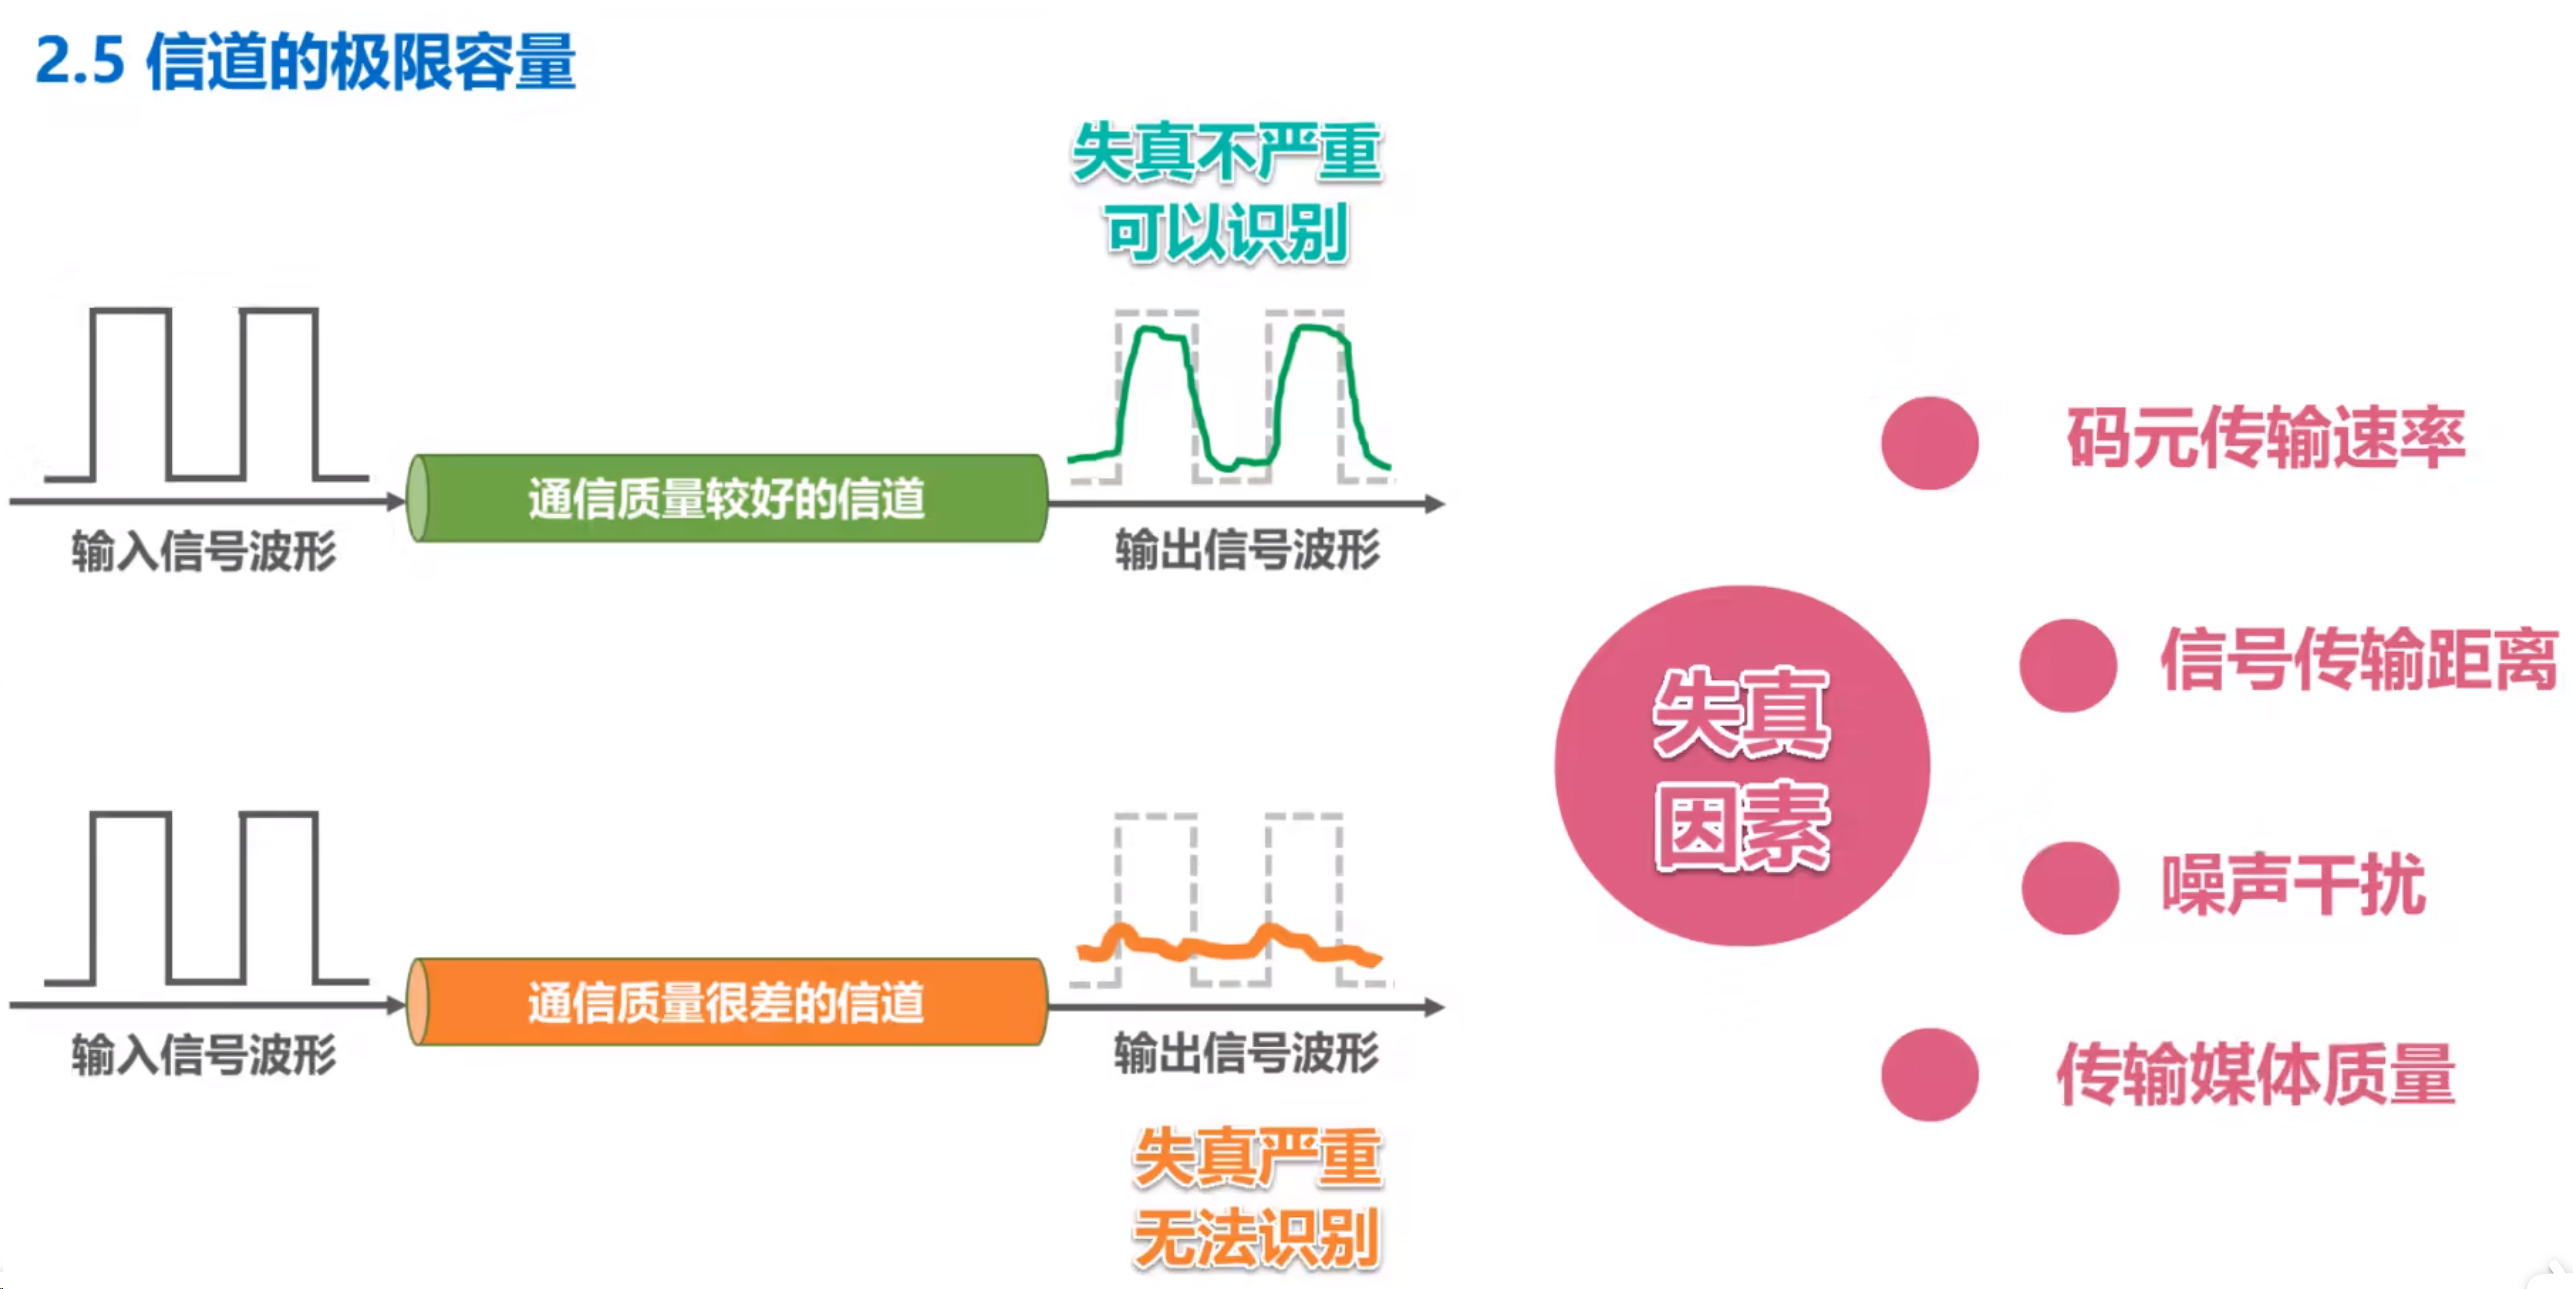 2.5 信道的极限容量
失真不严重
可以识别
通信质量较好的信道
输入信号波形
输出信号波形
通信质量很差的信道
输入信号波形
输出信号波形
失真严重
无法识别
失真
因素
码元传输速率
信号传输距离
噪声干扰
传输媒体质量